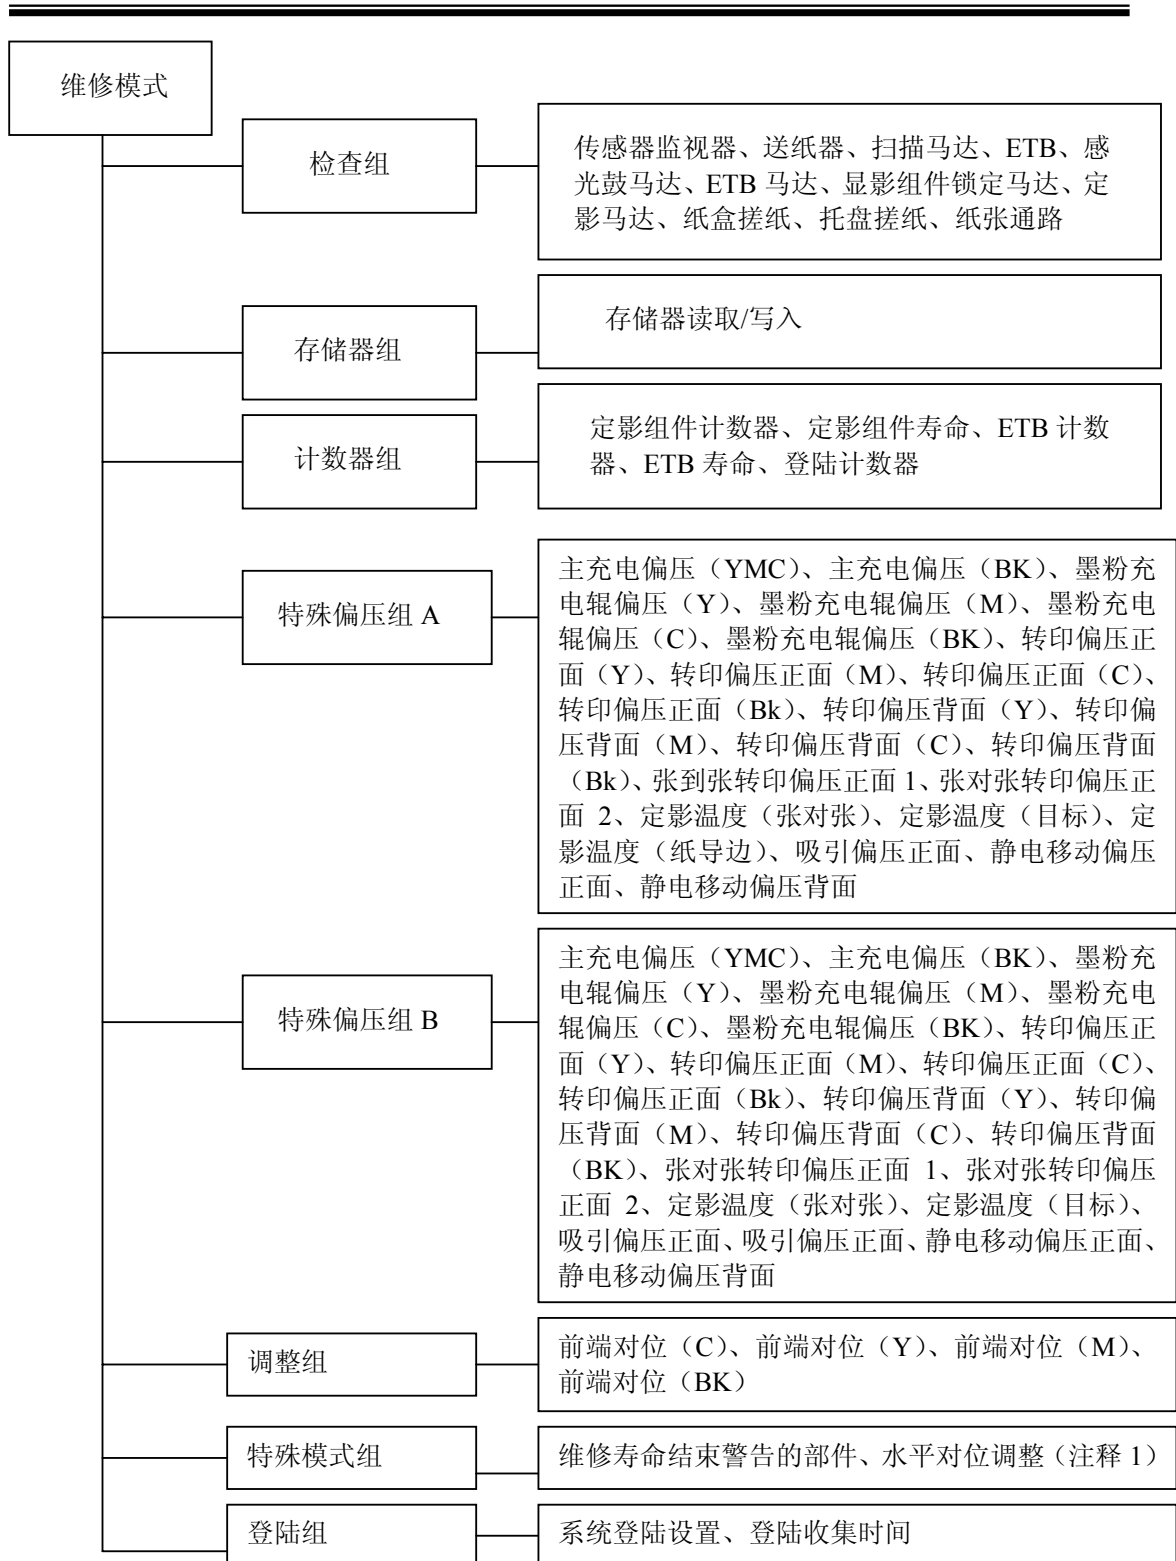 维修模式
检查组
传感器监视器、送纸器、扫描马达、ETB、感
光鼓马达、ETB 马达、显影组件锁定马达、定
影马达、纸盒搓纸、托盘搓纸、纸张通路
存储器组
存储器读取/写入
计数器组
定影组件计数器、定影组件寿命、ETB 计数
器、ETB 寿命、登陆计数器
特殊偏压组 A
主充电偏压（YMC）、主充电偏压（BK）、墨粉充
电辊偏压（Y）、墨粉充电辊偏压（M）、墨粉充电
辊偏压（C）、墨粉充电辊偏压（BK）、转印偏压正
面（Y）、转印偏压正面（M）、转印偏压正面（C）、
转印偏压正面（Bk）、转印偏压背面（Y）、转印偏
压背面（M）、转印偏压背面（C）、转印偏压背面
（Bk）、张到张转印偏压正面 1、张对张转印偏压正
面 2、定影温度（张对张）、定影温度（目标）、定
影温度（纸导边）、吸引偏压正面、静电移动偏压
正面、静电移动偏压背面
特殊偏压组 B
主充电偏压（YMC）、主充电偏压（BK）、墨粉充
电辊偏压（Y）、墨粉充电辊偏压（M）、墨粉充电
辊偏压（C）、墨粉充电辊偏压（BK）、转印偏压正
面（Y）、转印偏压正面（M）、转印偏压正面（C）、
转印偏压正面（Bk）、转印偏压背面（Y）、转印偏
压背面（M）、转印偏压背面（C）、转印偏压背面
（BK）、张对张转印偏压正面 1、张对张转印偏压
正面 2、定影温度（张对张）、定影温度（目标）、
吸引偏压正面、吸引偏压正面、静电移动偏压正面、
静电移动偏压背面
调整组
前端对位（C）、前端对位（Y）、前端对位（M）、
前端对位（BK）
特殊模式组
维修寿命结束警告的部件、水平对位调整（注释 1）
登陆组
系统登陆设置、登陆收集时间